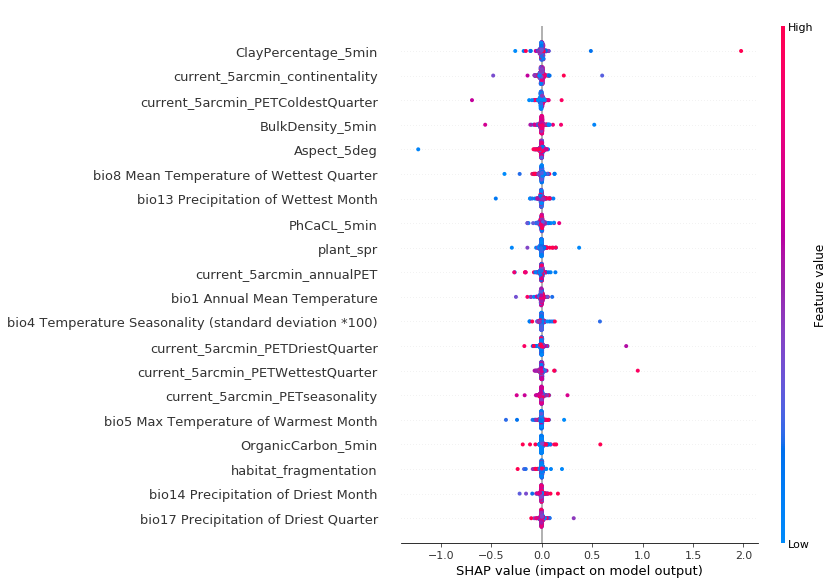 High
ClayPercentage_5min
current_5arcmin_continentality
current_5arcmin_PETColdestQuarter
BulkDensity_5min
Aspect_5deg
bio8 Mean Temperature of Wettest Quarter
bio13 Precipitation of Wettest Month
PhCaCL_5min
plant_spr
current_5arcmin_annualPET
bio1 Annual Mean Temperature
bio4 Temperature Seasonality (standard deviation *100)
current_5arcmin_PETDriestQuarter
current_5arcmin_PETWettestQuarter
current_5arcmin_PETseasonality
bio5 Max Temperature of Warmest Month
OrganicCarbon_5min
habitat_fragmentation
bio14 Precipitation of Driest Month
bio17 Precipitation of Driest Quarter
Feature value
Low
−1.0 −0.5 0.0 0.5 1.0 1.5 2.0
SHAP value (impact on model output)